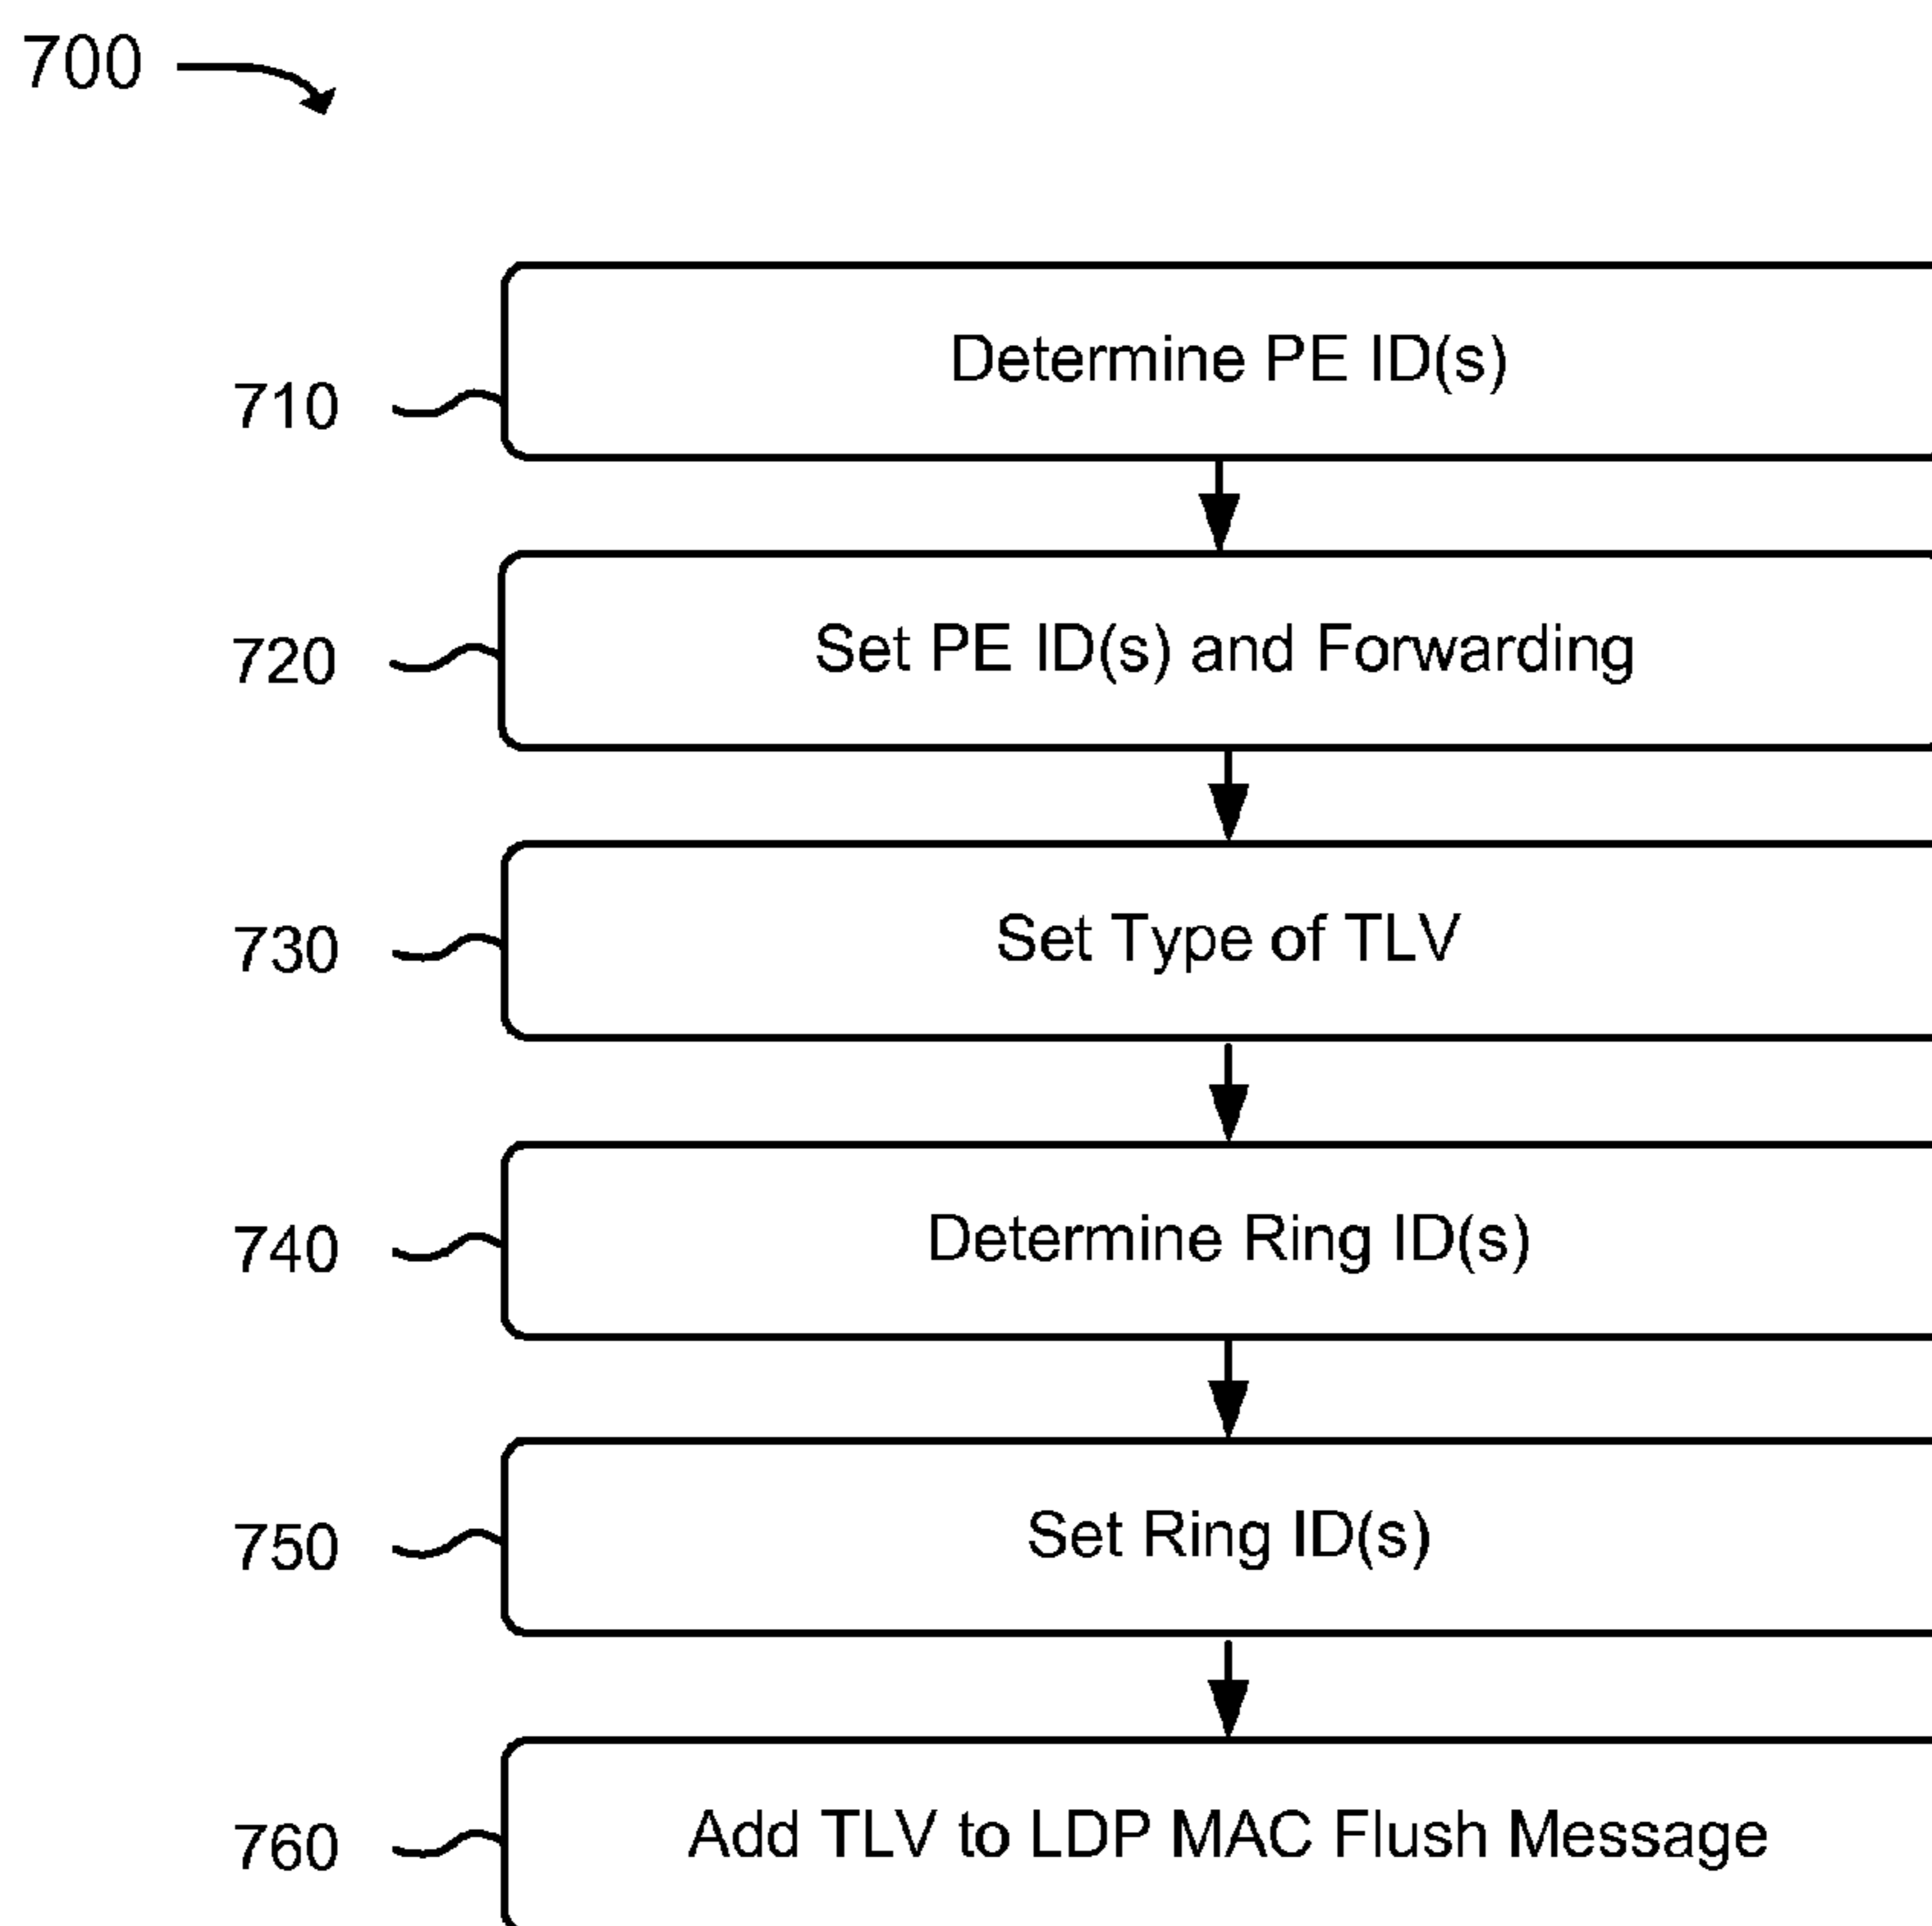 700
Determine PE ID(s)
710
Set PE ID(s) and Forwarding
720
Set Type of TLV
730
Determine Ring ID(s)
740
Set Ring ID(s)
750
Add TLV to LDP MAC Flush Message
760